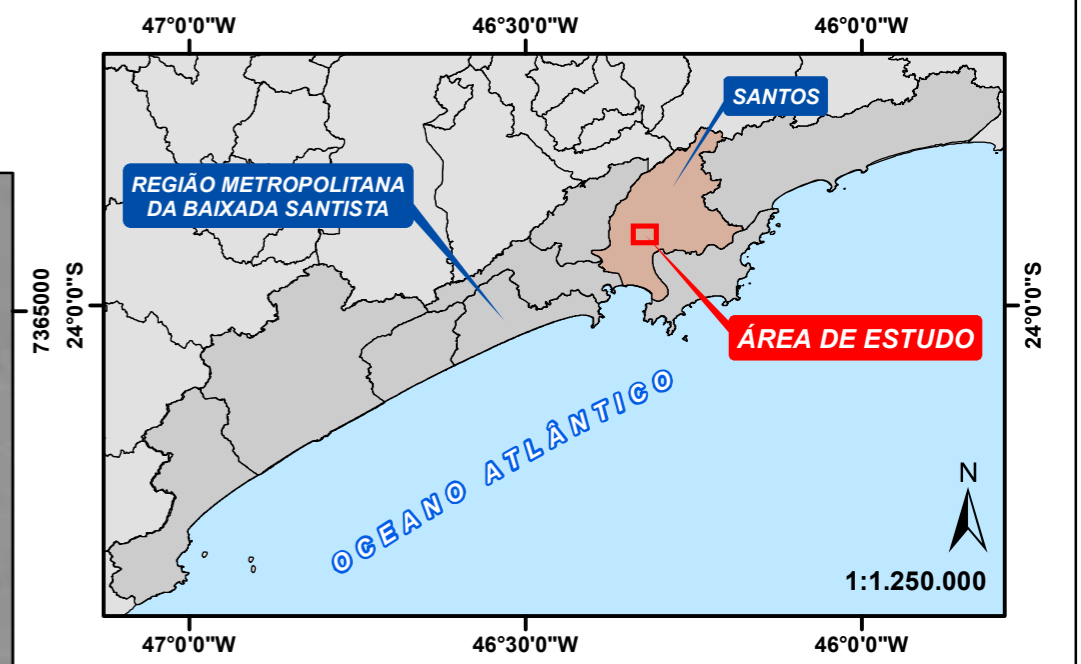 47°0'0"W
46°30'0"W
46°0'0"W
SANTOS
REGIÃO METROPOLITANA
DA BAIXADA SANTISTA
7365000
24°0'0"S
24°0'0"S
ÁREA DE ESTUDO
OCEANO ATLÂNTICO
N
1:1.250.000
47°0'0"W
46°30'0"W
46°0'0"W